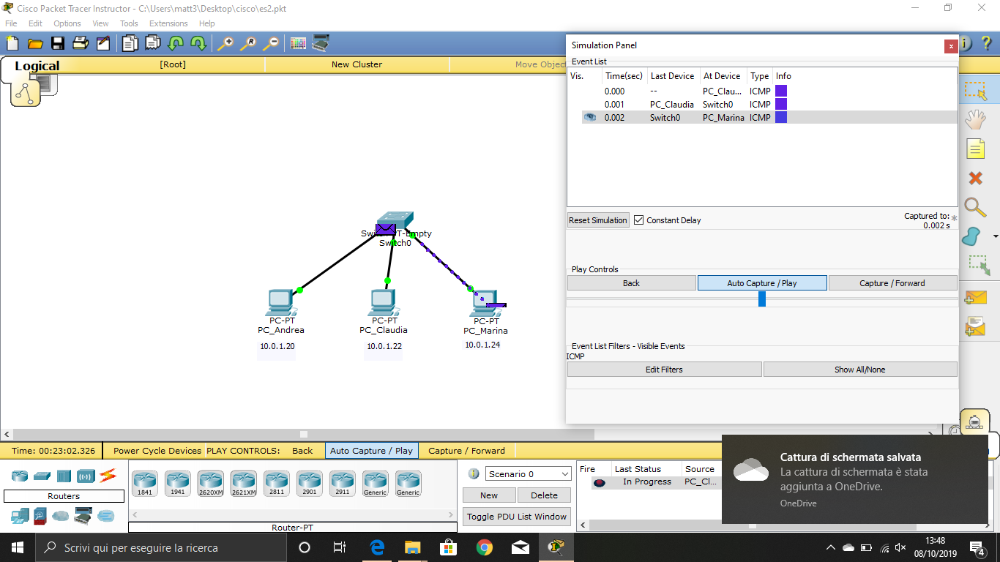 Cisco Packet Tracer Instructor - C:\Users\matt3\Desktop\cisco\es2.pkt
File Edit Options View Tools Extensions Help
Logical
[Root]
New Cluster
Move Object
Switch0
PC-PT
PC_Andrea
10.0.1.20
PC-PT
PC_Claudia
10.0.1.22
PC-PT
PC_Marina
10.0.1.24
Simulation Panel
x
Event List
Vis. Time(sec) Last Device At Device Type Info
0.000 -- PC_Clau... ICMP
0.001 PC_Claudia Switch0 ICMP
0.002 Switch0 PC_Marina ICMP
Reset Simulation Constant Delay
Captured to:
0.002 s
*
Play Controls
Back Auto Capture / Play Capture / Forward
Event List Filters - Visible Events
ICMP
Edit Filters Show All/None
Time: 00:23:02.326 Power Cycle Devices PLAY CONTROLS: Back Auto Capture / Play Capture / Forward
Routers
1841 1941 2620XM 2621XM 2811 2901 2911 Generic Generic
Router-PT
Scenario 0
New Delete
Toggle PDU List Window
Fire Last Status Source
In Progress PC_Cl...
Cattura di schermata salvata
La cattura di schermata è stata
aggiunta a OneDrive.
OneDrive
Scrivi qui per eseguire la ricerca
13:48
08/10/2019
4